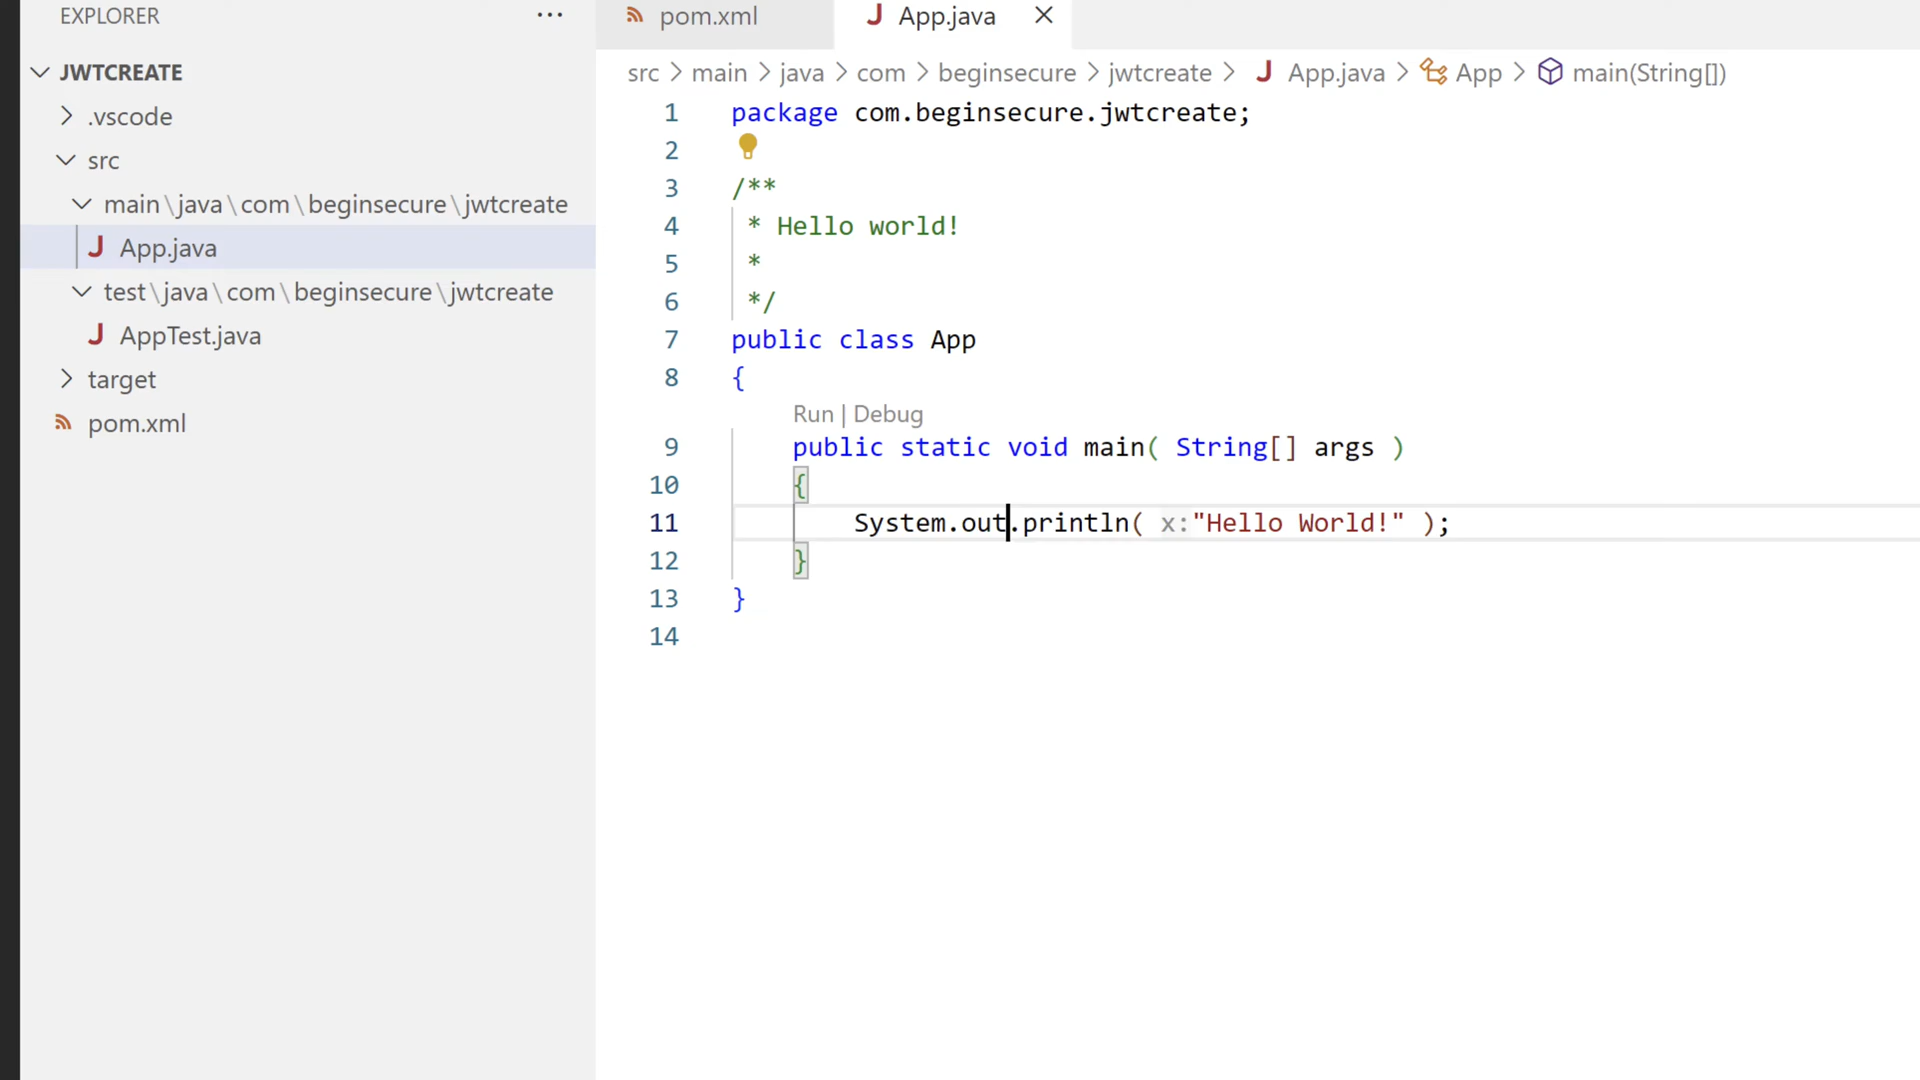 EXPLORER ...
JWTCREATE
.vscode
src
main\java\com\beginsecure\jwtcreate
J App.java
test\java\com\beginsecure\jwtcreate
J AppTest.java
target
pom.xml
pom.xml
J App.java
src > main > java > com > beginsecure > jwtcreate > J App.java > App > main(String[])
1 package com.beginsecure.jwtcreate;
2
3 /**
4 * Hello world!
5 *
6 */
7 public class App
8 {
Run | Debug
9 public static void main( String[] args )
10 {
11 System.out.println( x:"Hello World!" );
12 }
13 }
14